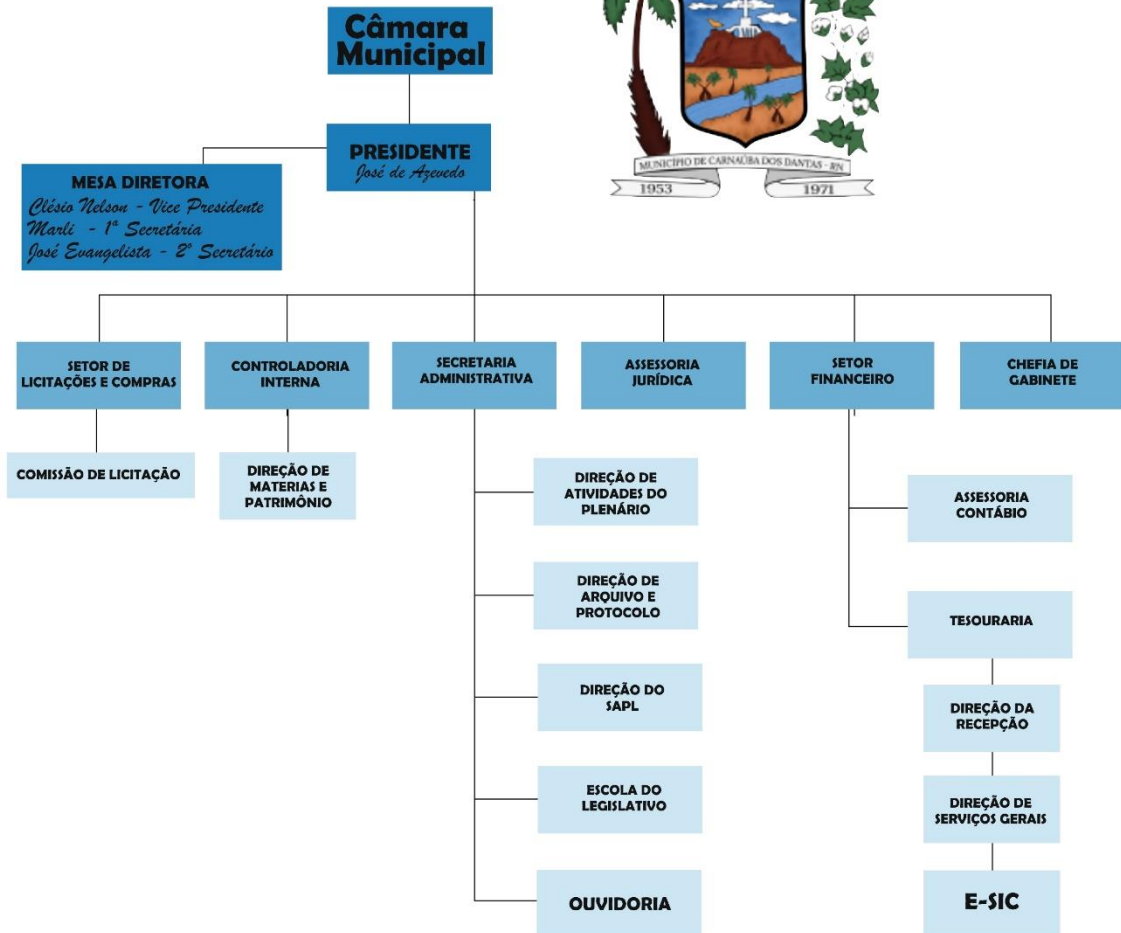 Câmara
Municipal
MUNICÍPIO DE CARNAÚBA DOS DANTAS - RN
1953
1971
PRESIDENTE
José de Azevedo
MESA DIRETORA
Clésio Nelson - Vice Presidente
Marli - 1ª Secretária
José Evangelista - 2º Secretário
SETOR DE
LICITAÇÕES E COMPRAS
CONTROLADORIA
INTERNA
SECRETARIA
ADMINISTRATIVA
ASSESSORIA
JURÍDICA
SETOR
FINANCEIRO
CHEFIA DE
GABINETE
COMISSÃO DE LICITAÇÃO
DIREÇÃO DE
MATERIAS E
PATRIMÔNIO
DIREÇÃO DE
ATIVIDADES DO
PLENÁRIO
DIREÇÃO DE
ARQUIVO E
PROTOCOLO
DIREÇÃO DO
SAPL
ESCOLA DO
LEGISLATIVO
OUVIDORIA
ASSESSORIA
CONTÁBIO
TESOURARIA
DIREÇÃO DA
RECEPÇÃO
DIREÇÃO DE
SERVIÇOS GERAIS
E-SIC